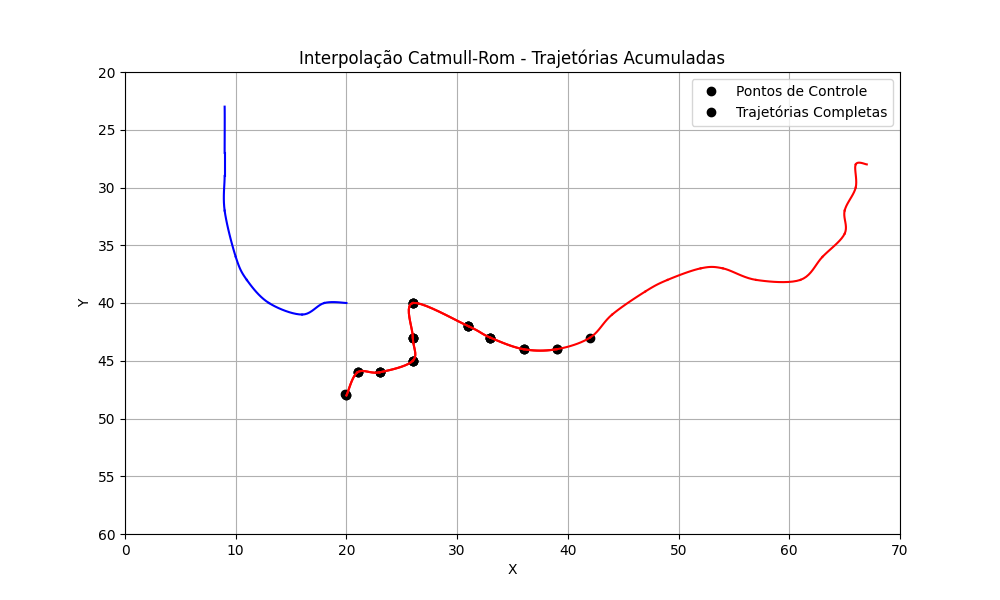 Interpolação Catmull-Rom - Trajetórias Acumuladas
Pontos de Controle
Trajetórias Completas
20
25
30
35
40
45
50
55
60
Y
0 10 20 30 40 50 60 70
X